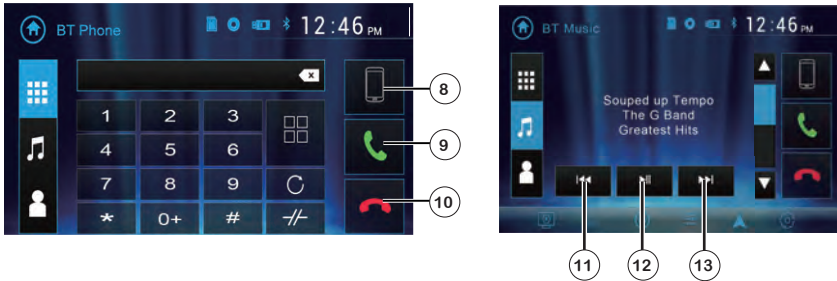 BT Phone
12:46 PM
1 2 3
4 5 6
7 8 9
* 0+ #
8
9
10
BT Music
12:46 PM
Souped up Tempo
The G Band
Greatest Hits
11 12 13